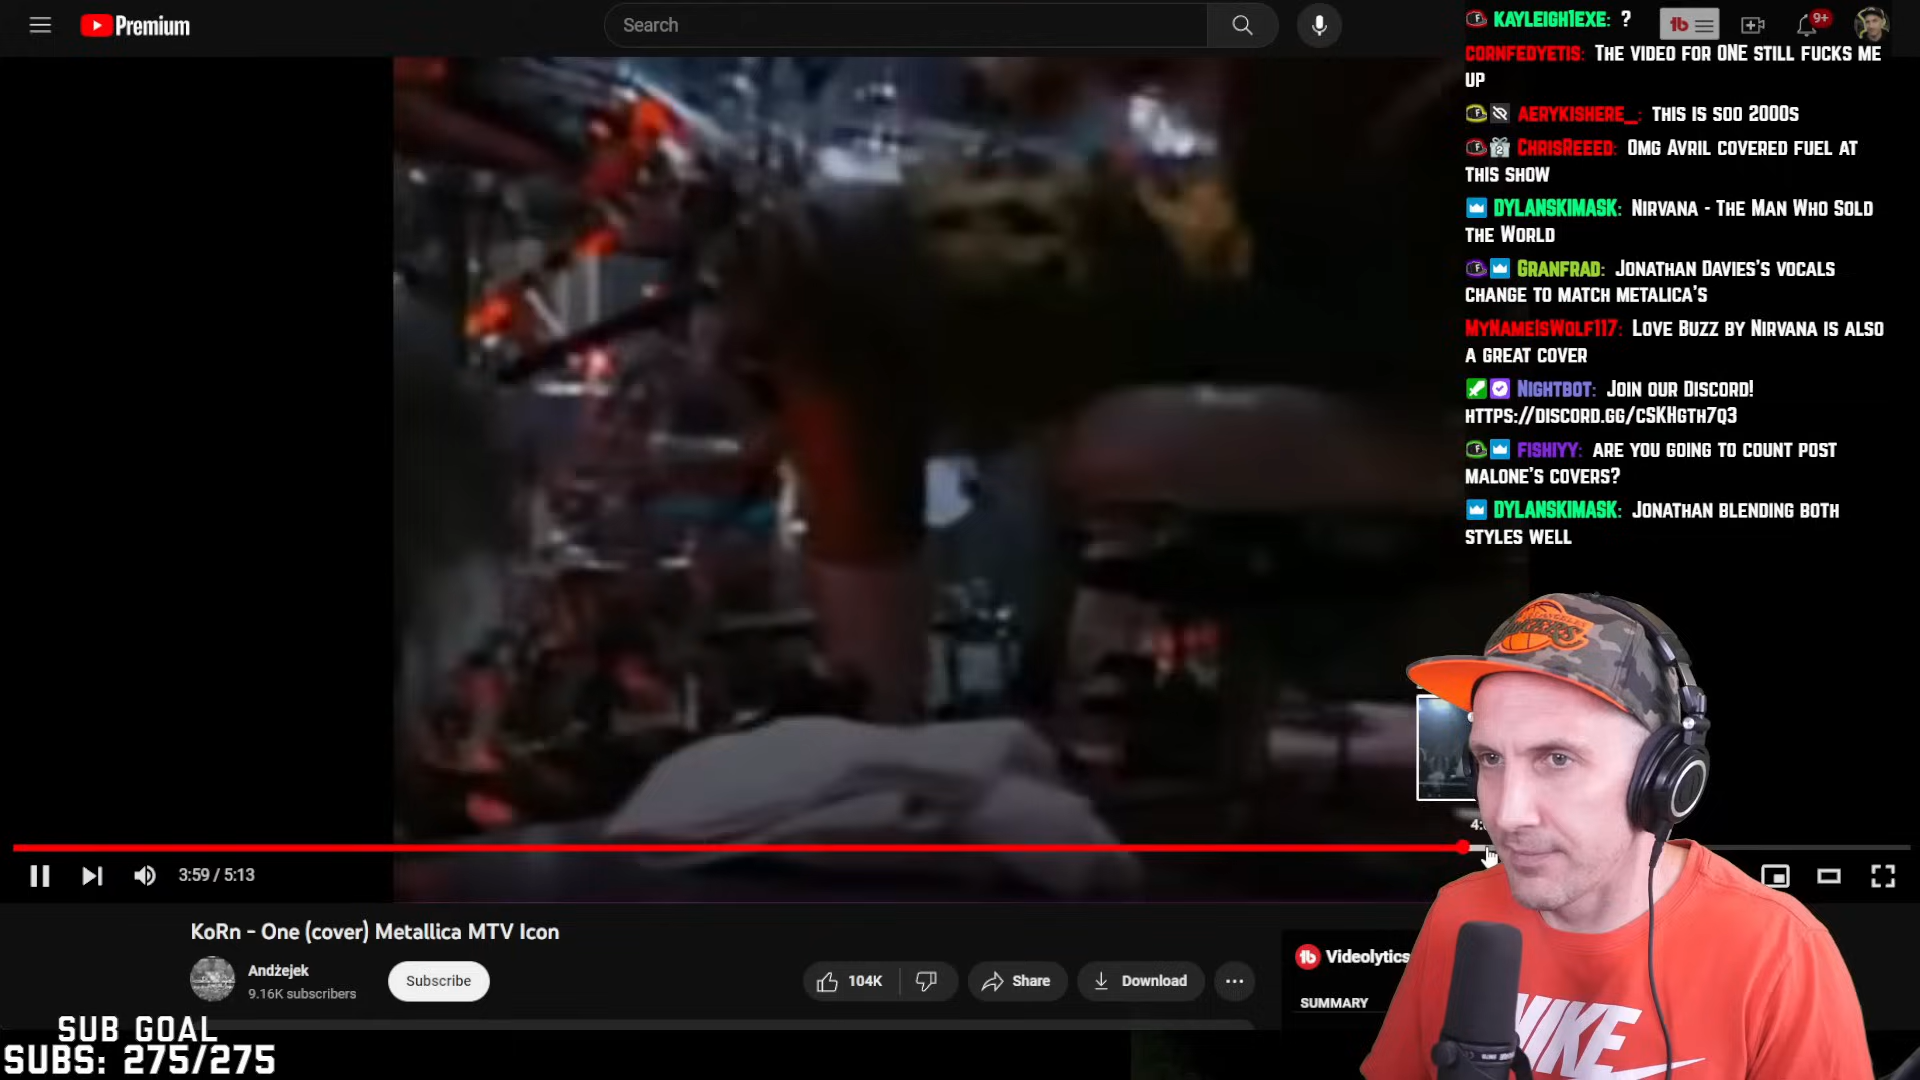 Premium
Search
9+
KAYLEIGH1EXE: ?
CORNFEDYETIS: THE VIDEO FOR ONE STILL FUCKS ME
UP
AERYKISHERE_: THIS IS SOO 2000S
CHRISREEED: OMG AVRIL COVERED FUEL AT
THIS SHOW
DYLANSKIMASK: NIRVANA - THE MAN WHO SOLD
THE WORLD
GRANFRAD: JONATHAN DAVIES'S VOCALS
CHANGE TO MATCH METALICA'S
MYNAMEISWOLF117: LOVE BUZZ BY NIRVANA IS ALSO
A GREAT COVER
NIGHTBOT: JOIN OUR DISCORD!
HTTPS://DISCORD.GG/CSKHGTH7Q3
FISHIYY: ARE YOU GOING TO COUNT POST
MALONE'S COVERS?
DYLANSKIMASK: JONATHAN BLENDING BOTH
STYLES WELL
3:59 / 5:13
KoRn - One (cover) Metallica MTV Icon
Andżejek
9.16K subscribers
Subscribe
104K
Share
Download
Videolytics
SUMMARY
SUB GOAL
SUBS: 275/275
NIKE